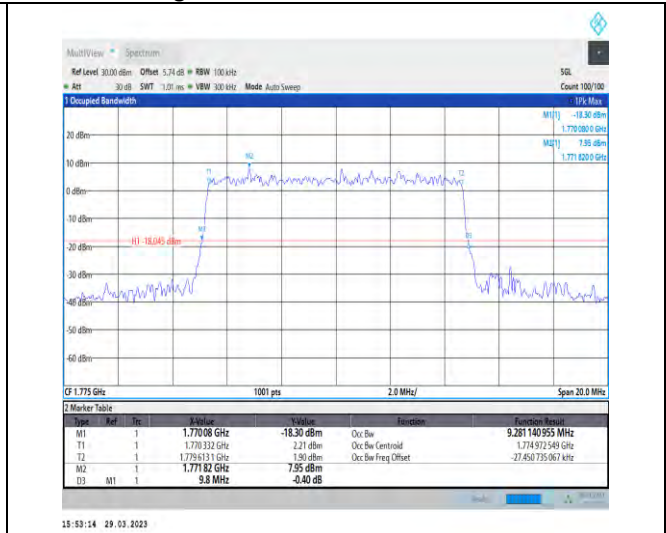 MultiView Spectrum
Ref Level 30.00 dBm Offset 5.74 dB RBW 100 kHz SGL
Att 30 dB SWT 1.01 ms VBW 300 kHz Mode Auto Sweep Count 100/100
1 Occupied Bandwidth 1Pk Max
M1[1] -18.30 dBm
1.770 080 0 GHz
20 dBm M2[1] 7.95 dBm
1.771 820 0 GHz
M2
10 dBm
T1 T2
0 dBm
-10 dBm
M1 D3
H1 -18.045 dBm
-20 dBm
-30 dBm
-40 dBm
-50 dBm
-60 dBm
CF 1.775 GHz 1001 pts 2.0 MHz/ Span 20.0 MHz
2 Marker Table
Type Ref Trc X-Value Y-Value Function Function Result
M1 1 1.77008 GHz -18.30 dBm Occ Bw 9.281 140 955 MHz
T1 1 1.770 332 GHz 2.21 dBm Occ Bw Centroid 1.774 972 549 GHz
T2 1 1.779 613 1 GHz 1.90 dBm Occ Bw Freq Offset -27.450 735 067 kHz
M2 1 1.771 82 GHz 7.95 dBm
D3 M1 1 9.8 MHz -0.40 dB
15:53:14 29.03.2023